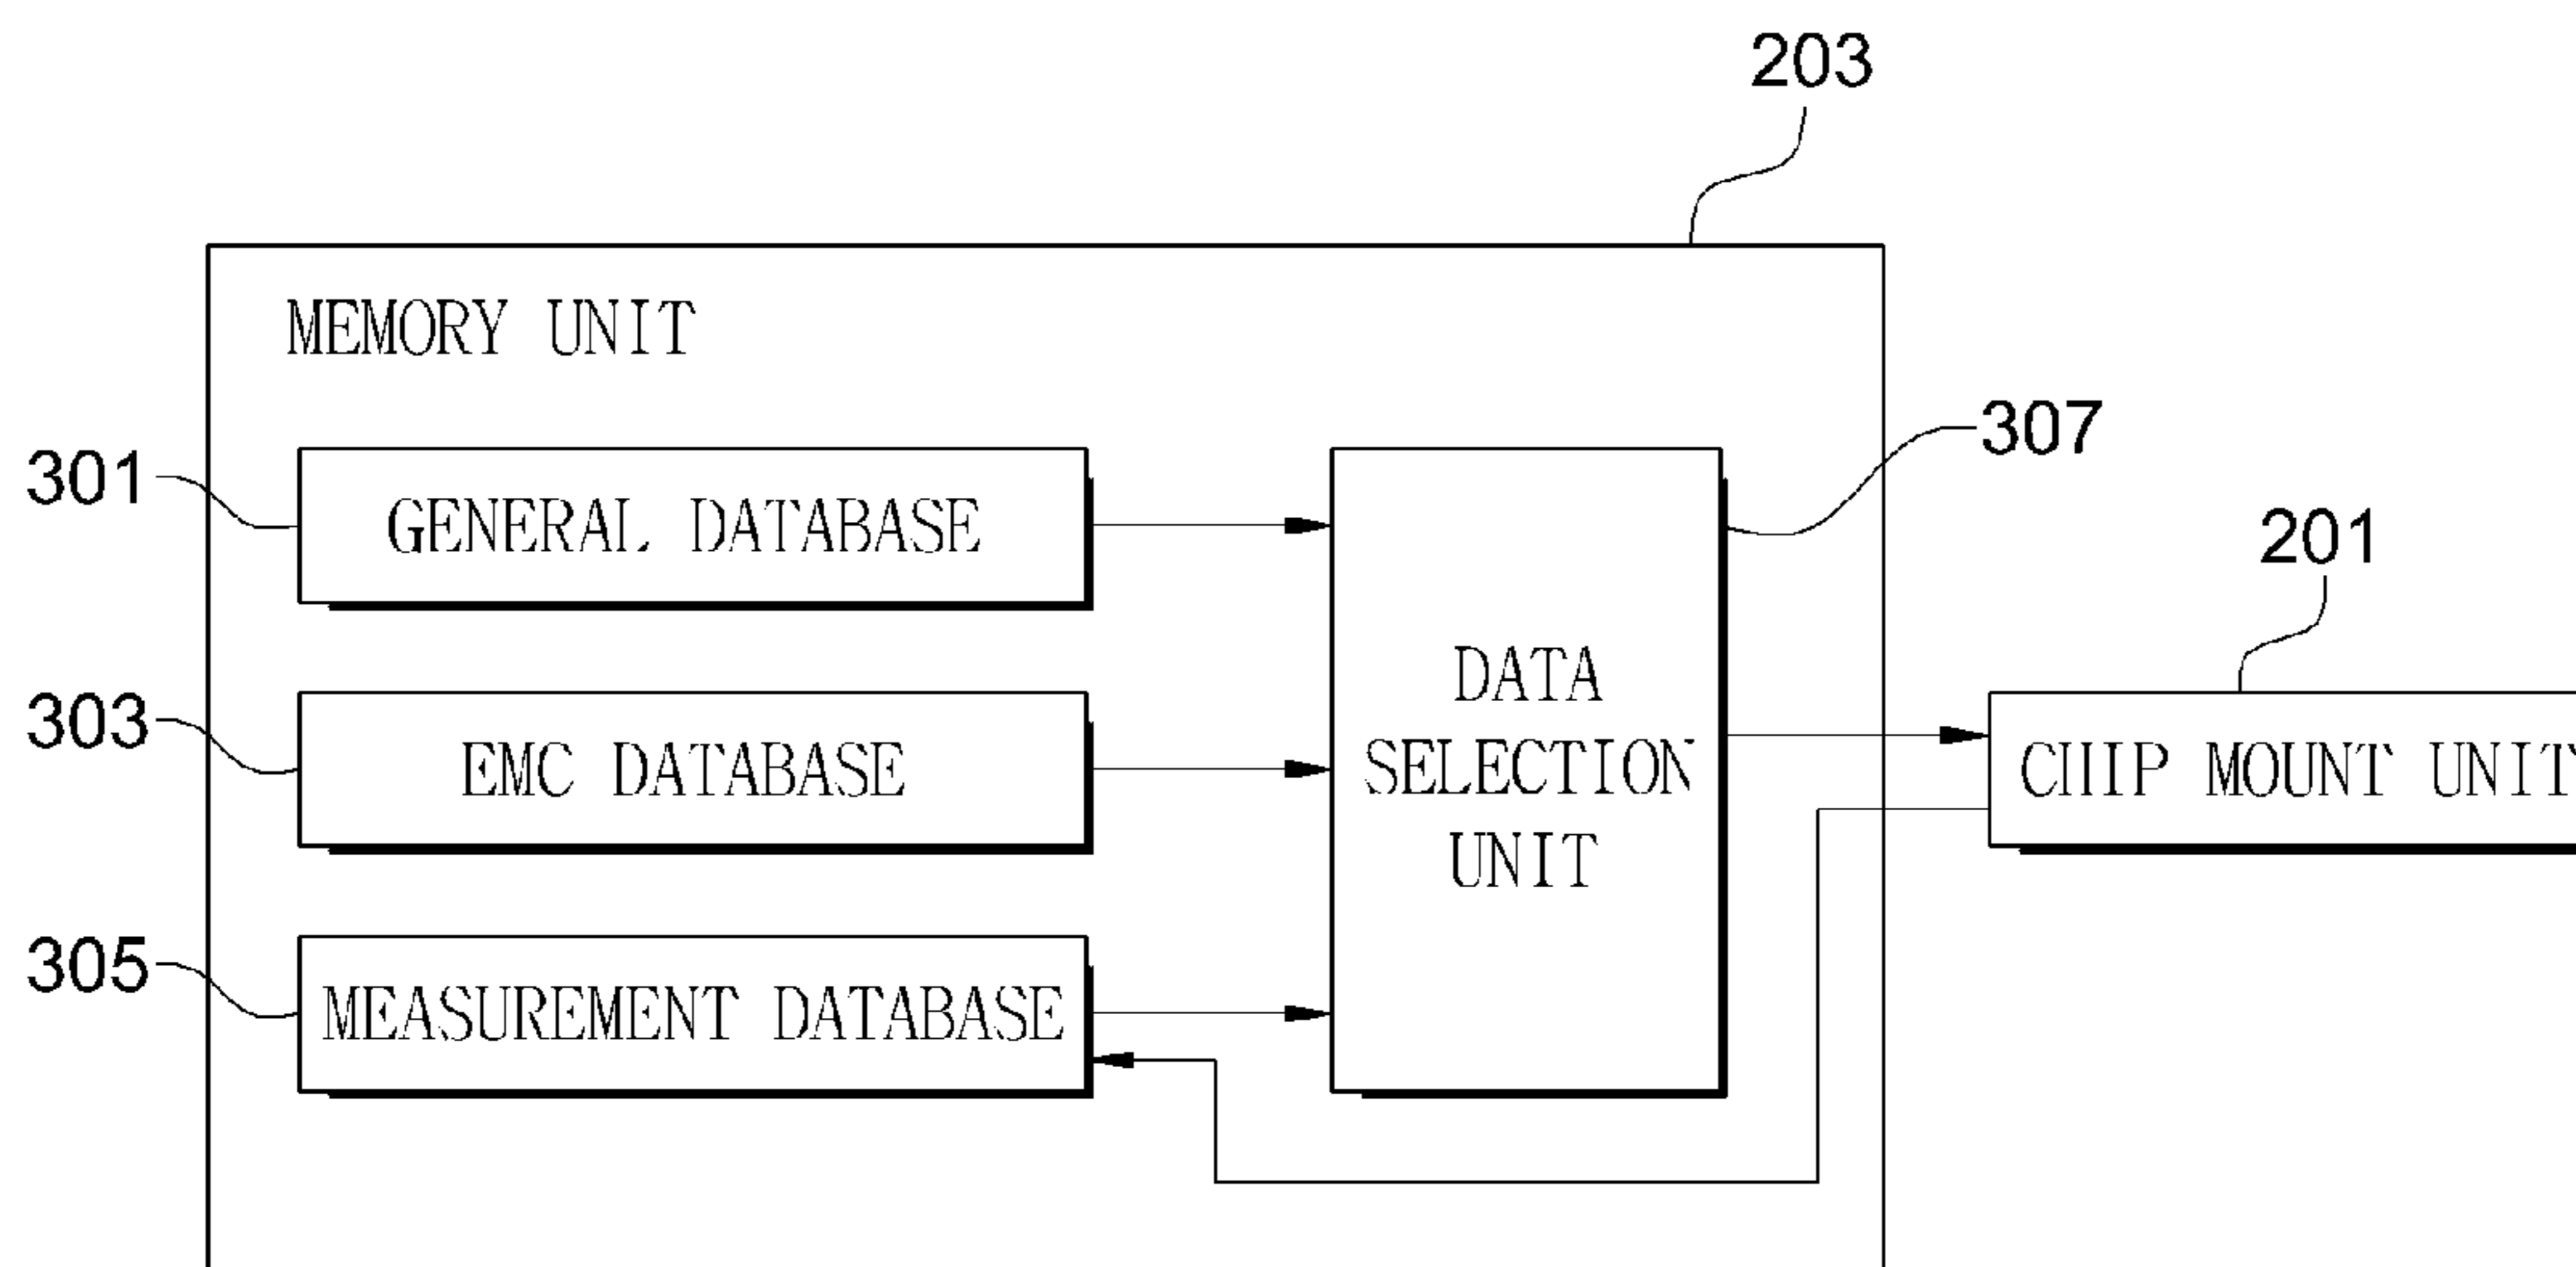 203
MEMORY UNIT
307
301
GENERAL DATABASE
201
DATA
SELECTION
UNIT
303
EMC DATABASE
CHIP MOUNT UNIT
305
MEASUREMENT DATABASE